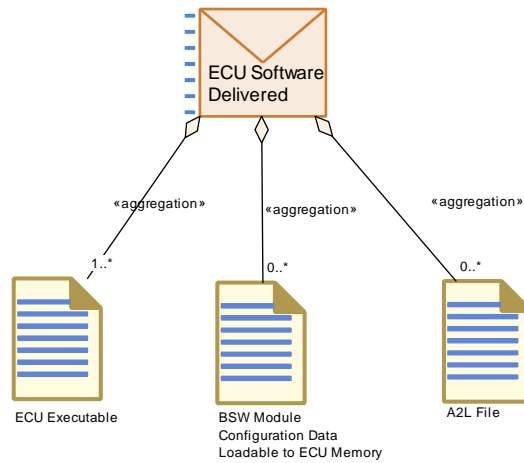 ECU Software
Delivered
«aggregation»
«aggregation»
«aggregation»
1..*
0..*
0..*
ECU Executable
BSW Module
Configuration Data
Loadable to ECU Memory
A2L File